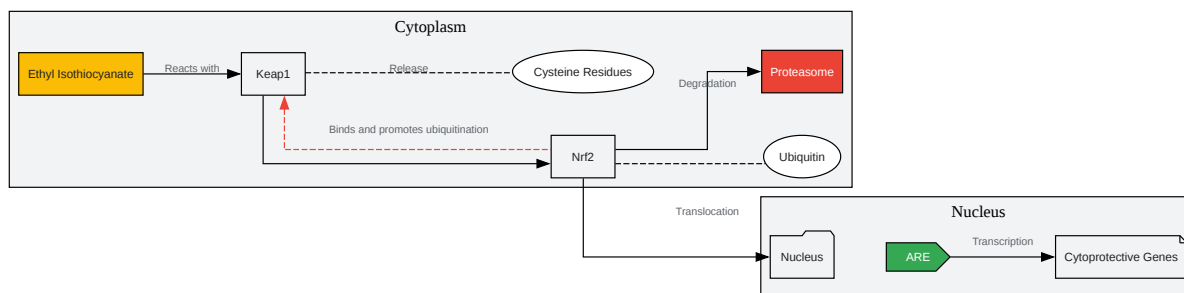 Cytoplasm
Ethyl Isothiocyanate
Reacts with
Keap1
Release
Cysteine Residues
Degradation
Proteasome
Binds and promotes ubiquitination
Nrf2
Ubiquitin
Translocation
Nucleus
Nucleus
ARE
Transcription
Cytoprotective Genes